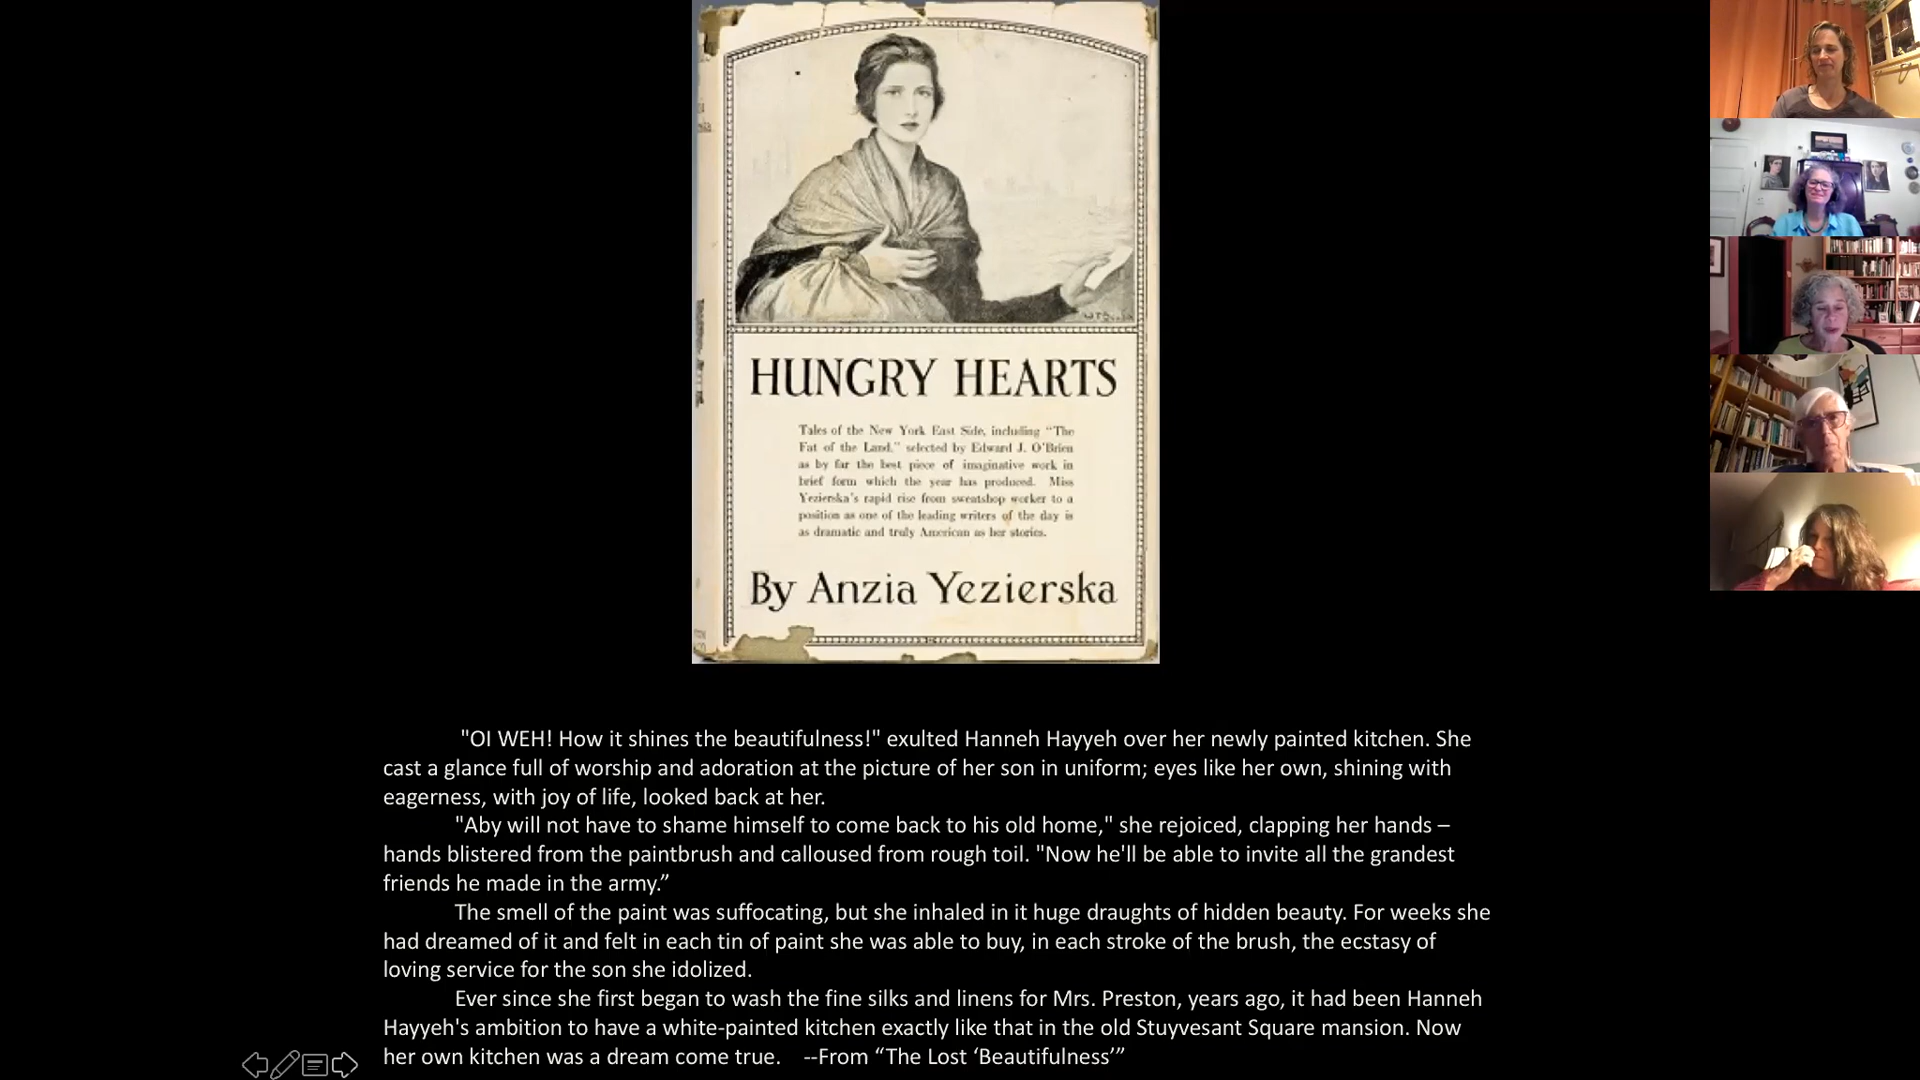 HUNGRY HEARTS
Tales of the New York East Side, including "The
Fat of the Land," selected by Edward J. O'Brien
as by far the best piece of imaginative work in
brief form which the year has produced. Miss
Yezierska's rapid rise from sweatshop worker to a
position as one of the leading writers of the day is
as dramatic and truly American as her stories.
By Anzia Yezierska
"OI WEH! How it shines the beautifulness!" exulted Hanneh Hayyeh over her newly painted kitchen. She
cast a glance full of worship and adoration at the picture of her son in uniform; eyes like her own, shining with
eagerness, with joy of life, looked back at her.
"Aby will not have to shame himself to come back to his old home," she rejoiced, clapping her hands –
hands blistered from the paintbrush and calloused from rough toil. "Now he'll be able to invite all the grandest
friends he made in the army.”
The smell of the paint was suffocating, but she inhaled in it huge draughts of hidden beauty. For weeks she
had dreamed of it and felt in each tin of paint she was able to buy, in each stroke of the brush, the ecstasy of
loving service for the son she idolized.
Ever since she first began to wash the fine silks and linens for Mrs. Preston, years ago, it had been Hanneh
Hayyeh's ambition to have a white-painted kitchen exactly like that in the old Stuyvesant Square mansion. Now
her own kitchen was a dream come true. --From “The Lost ‘Beautifulness’”